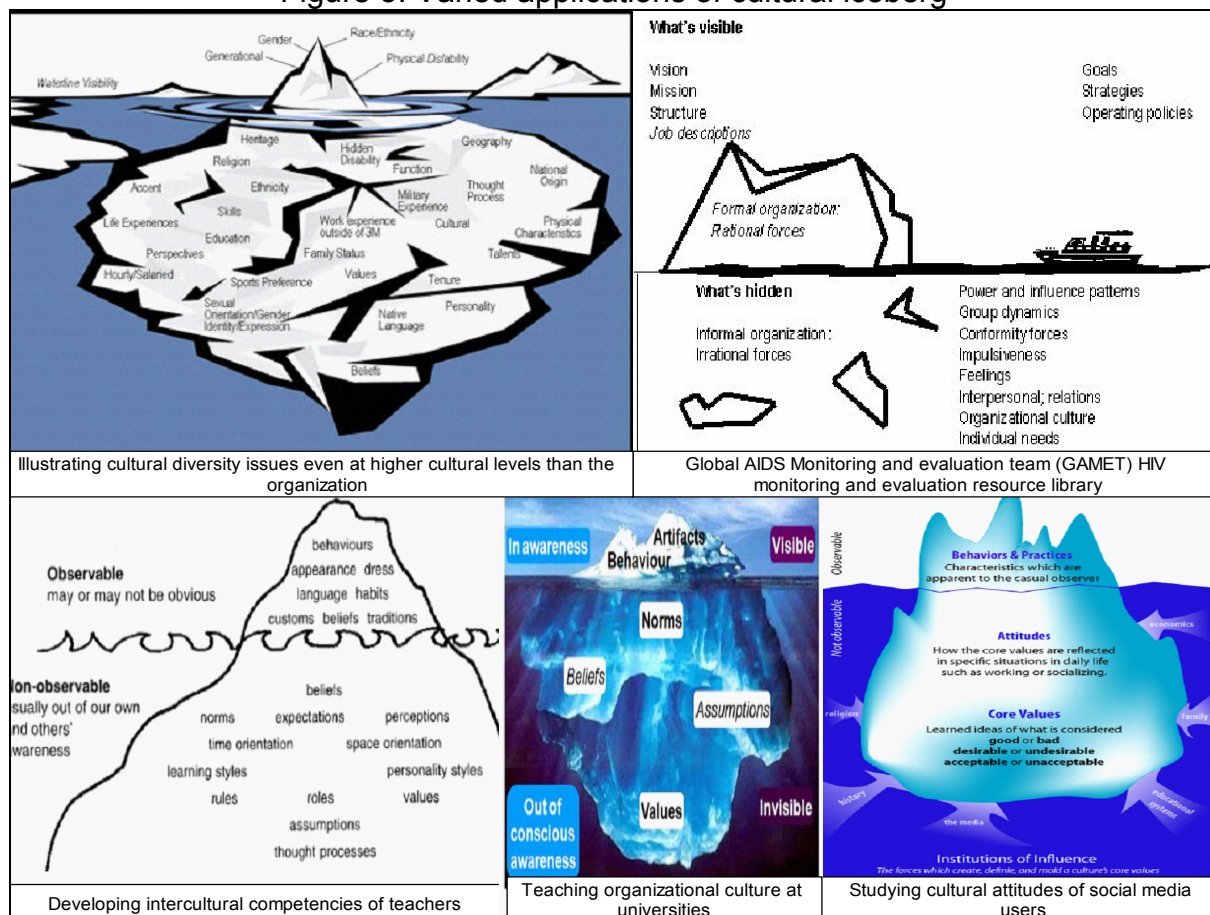 Gender
Race/Ethnicity
Generational
Physical Disability
Waterline Visibility
Heritage
Hidden
Disability
Geography
Religion
Function
National
Origin
Accent
Ethnicity
Military
Experience
Thought
Process
Life Experiences
Skills
Work experience
outside of 3M
Cultural
Physical
Characteristics
Education
Perspectives
Family Status
Talents
Hourly/Salaried
Sports Preference
Values
Tenure
Sexual
Orientation/Gender
Identity/Expression
Native
Language
Personality
Beliefs
Illustrating cultural diversity issues even at higher cultural levels than the
organization
What's visible
Vision
Mission
Structure
Job descriptions
Goals
Strategies
Operating policies
Formal organization:
Rational forces
What's hidden
Informal organization:
Irrational forces
Power and influence patterns
Group dynamics
Conformity forces
Impulsiveness
Feelings
Interpersonal; relations
Organizational culture
Individual needs
Global AIDS Monitoring and evaluation team (GAMET) HIV
monitoring and evaluation resource library
Observable
may or may not be obvious
behaviours
appearance dress
language habits
customs beliefs traditions
on-observable
sually out of our own
nd others'
wareness
beliefs
norms expectations perceptions
time orientation space orientation
learning styles personality styles
rules roles values
assumptions
thought processes
Developing intercultural competencies of teachers
In awareness
Artifacts
Behaviour
Visible
Norms
Beliefs
Assumptions
Values
Out of
conscious
awareness
Invisible
Teaching organizational culture at
universities
Observable
Not observable
Behaviors & Practices
Characteristics which are
apparent to the casual observer
Attitudes
How the core values are reflected
in specific situations in daily life
such as working or socializing.
Core Values
Learned ideas of what is considered
good or bad
desirable or undesirable
acceptable or unacceptable
economics
religion
family
history
the media
educational
systems
Institutions of Influence
The forces which create, definie, and mold a culture's core values
Studying cultural attitudes of social media
users